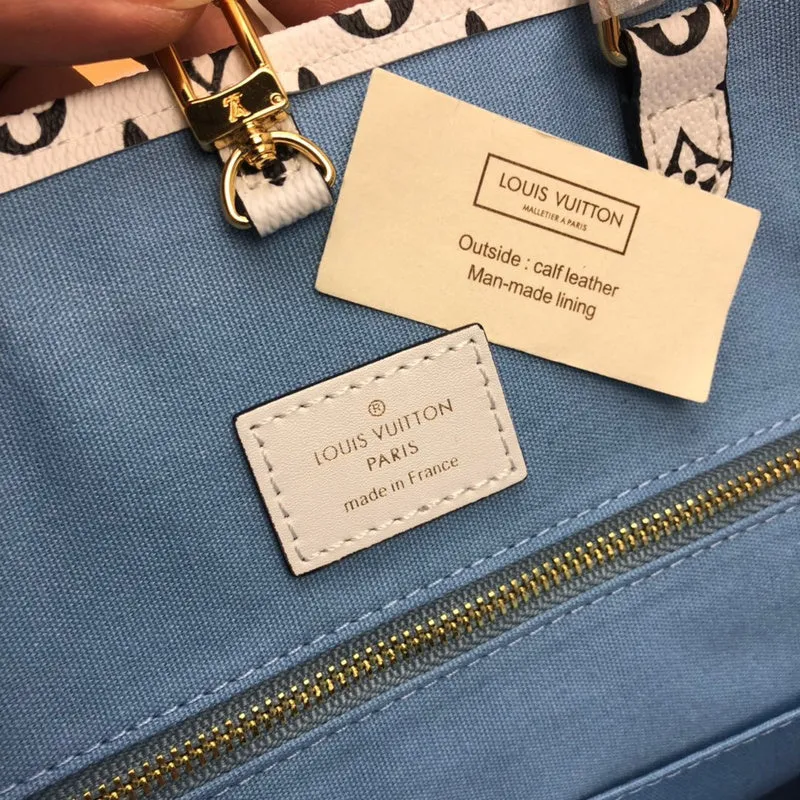 LOUIS VUITTON
MALLETIER A PARIS
Outside : calf leather
Man-made lining
®
LOUIS VUITTON
PARIS
made in France